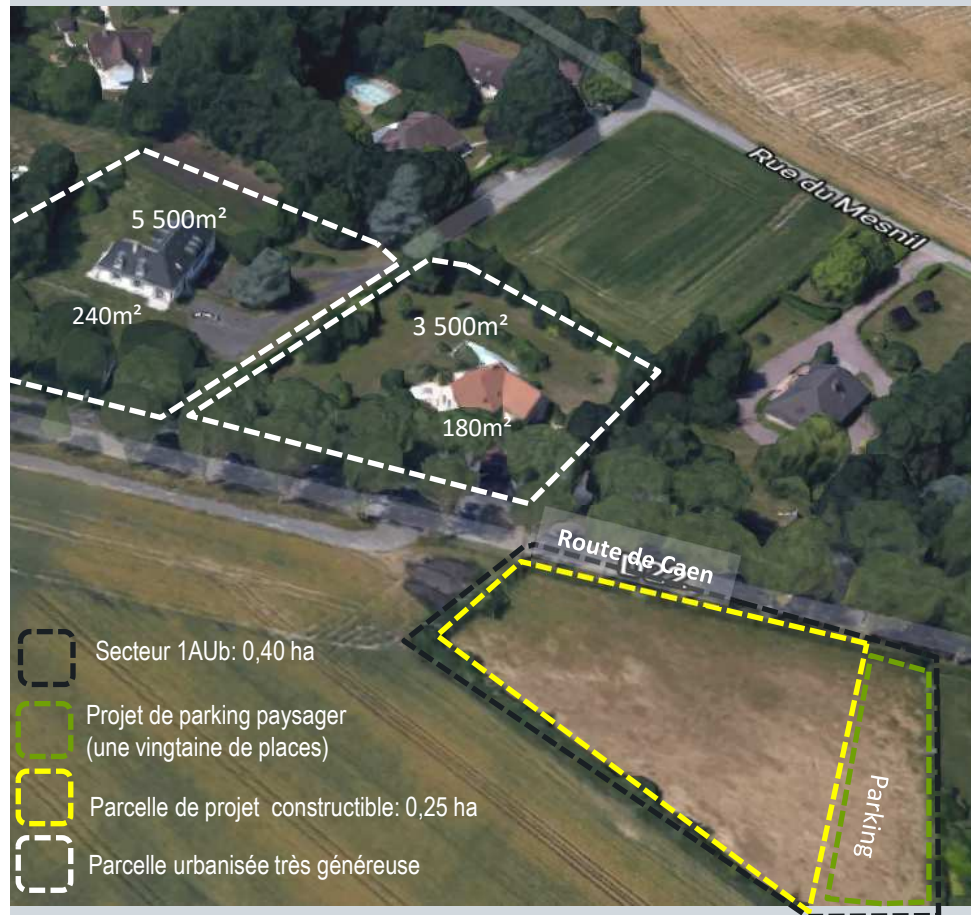 Rue du Mesnil
5 500m²
240m²
3 500m²
180m²
Route de Caen
Secteur 1AUb: 0,40 ha
Projet de parking paysager
(une vingtaine de places)
Parking
Parcelle de projet constructible: 0,25 ha
Parcelle urbanisée très généreuse